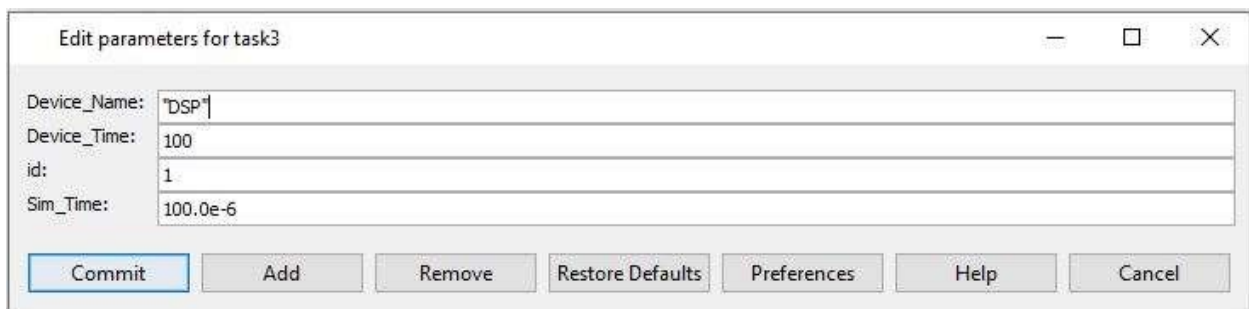 Edit parameters for task3
Device_Name: "DSP"
Device_Time: 100
id: 1
Sim_Time: 100.0e-6
Commit Add Remove Restore Defaults Preferences Help Cancel